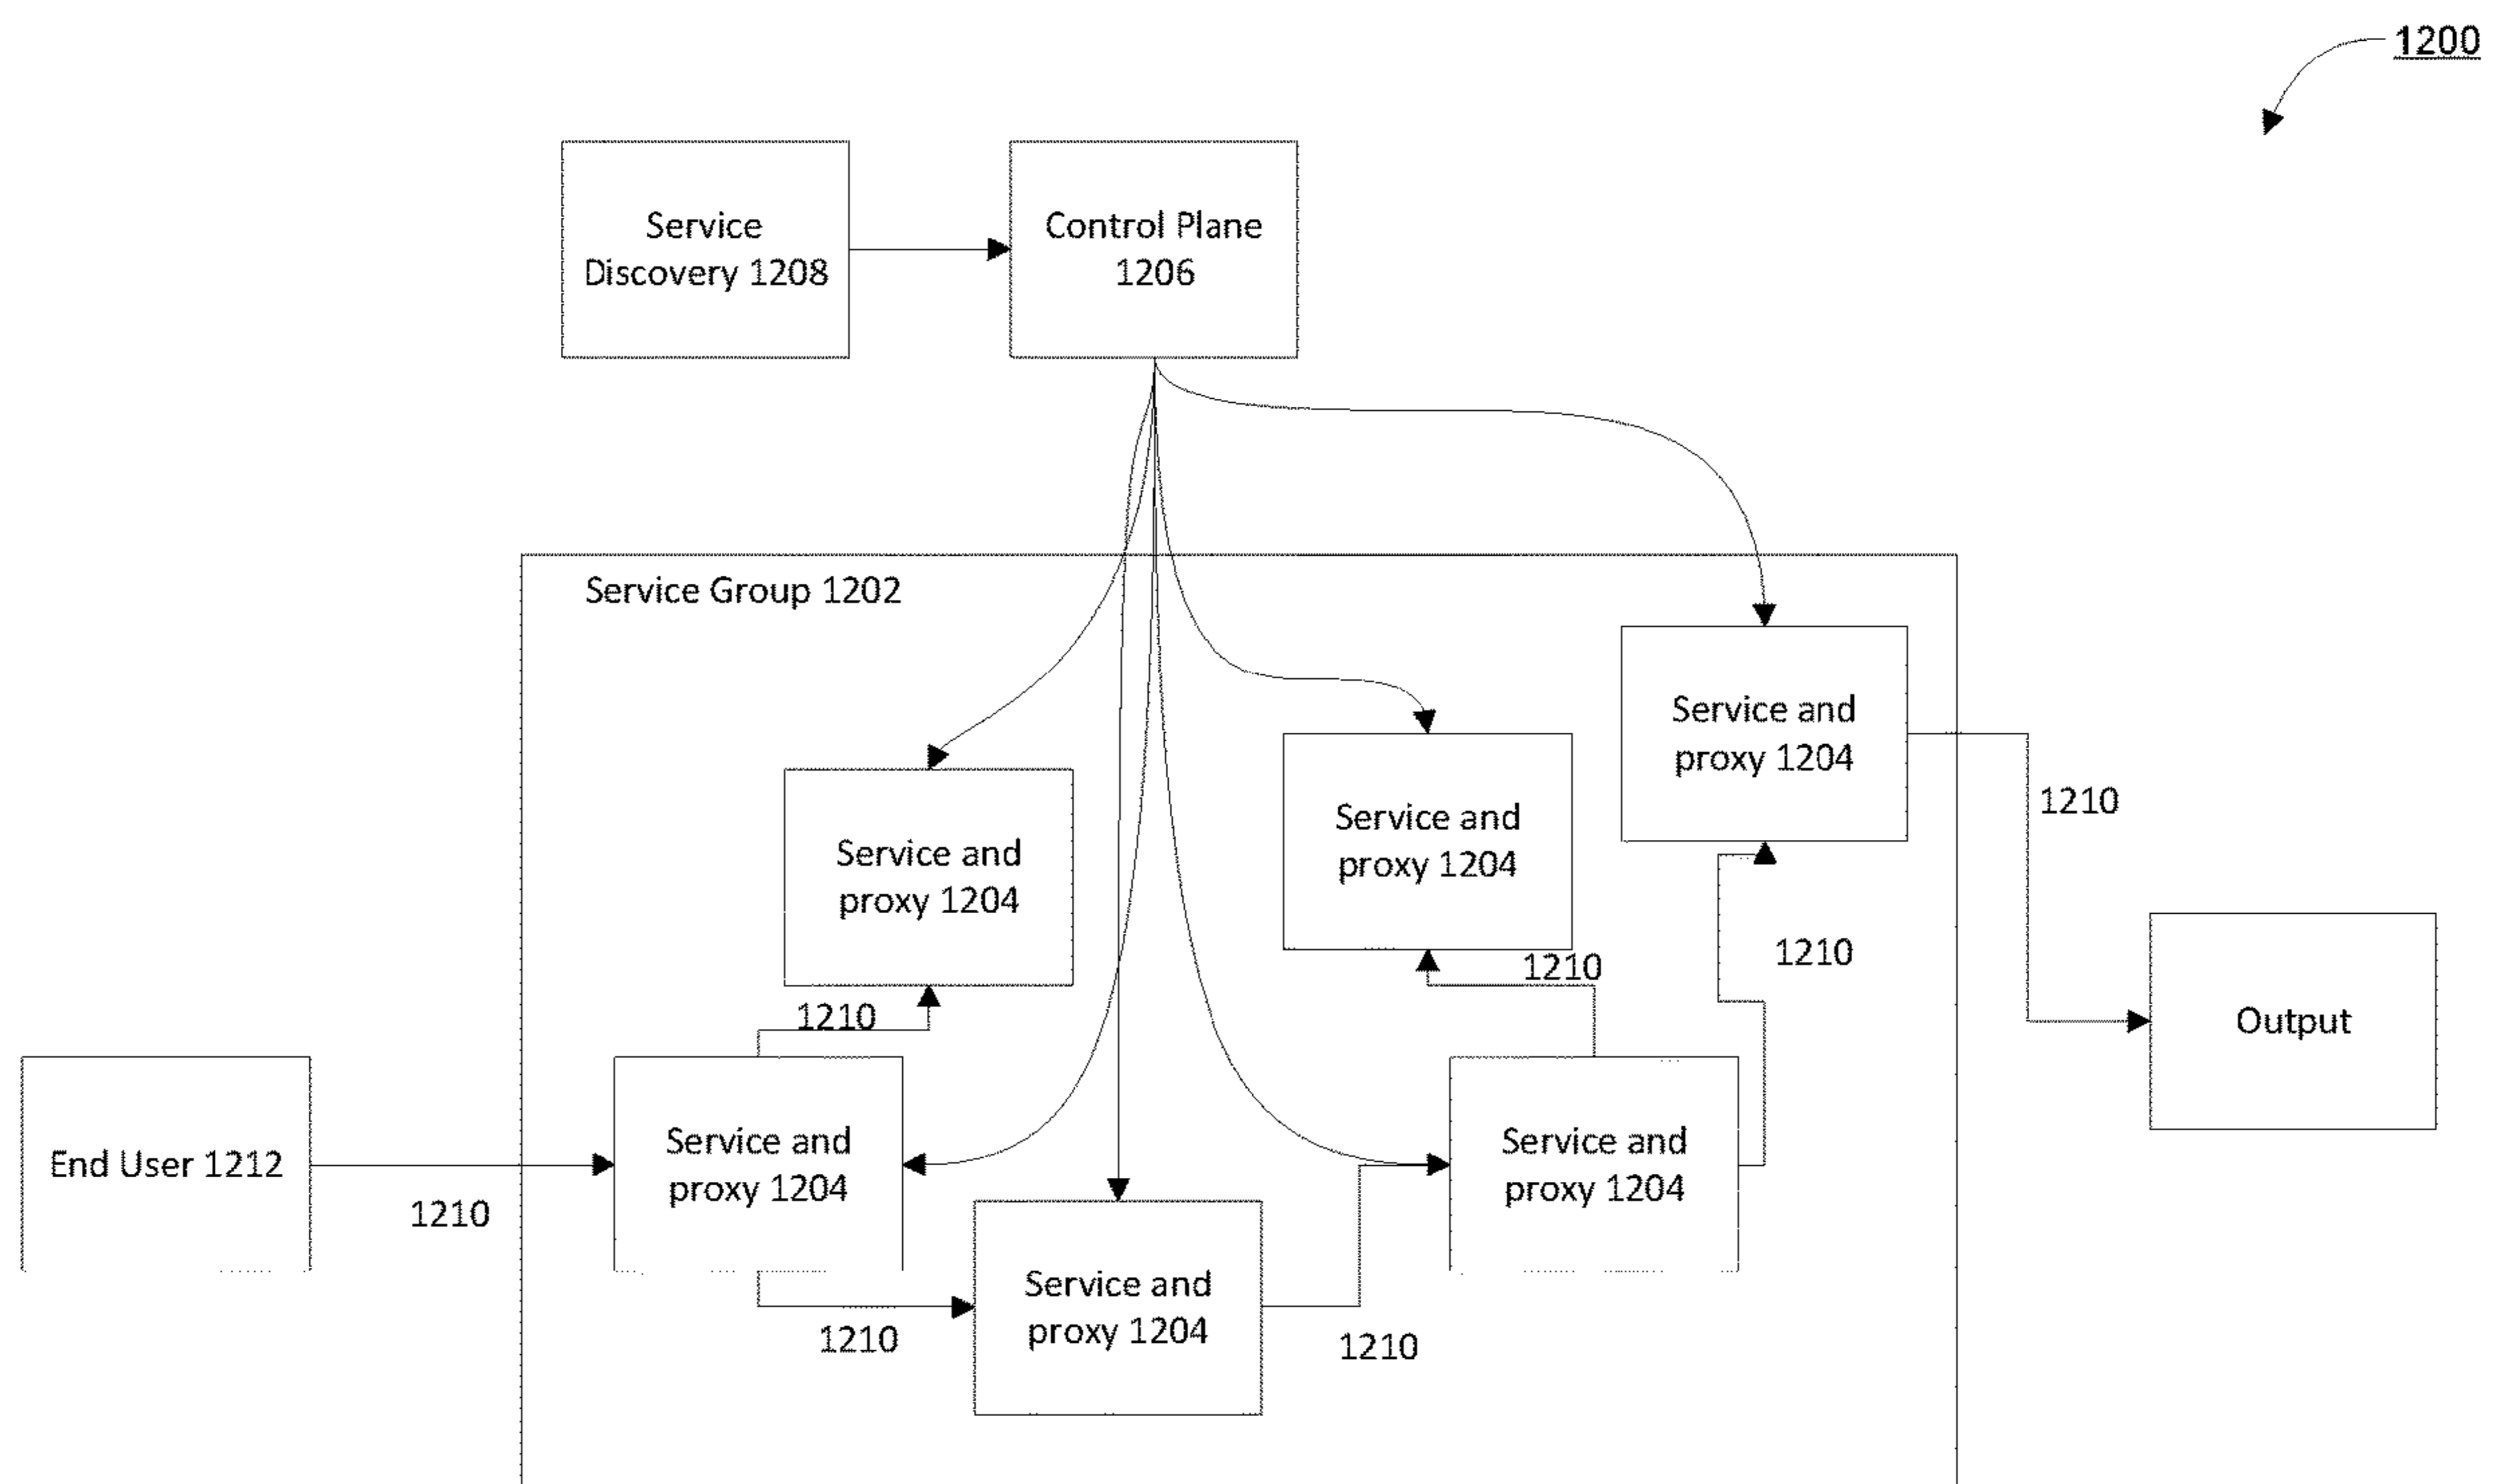 1200
Service
Discovery 1208
Control Plane
1206
Service Group 1202
Service and
proxy 1204
1210
Service and
proxy 1204
Service and
proxy 1204
1210
1210
1210
Output
End User 1212
1210
Service and
proxy 1204
Service and
proxy 1204
1210
Service and
proxy 1204
1210